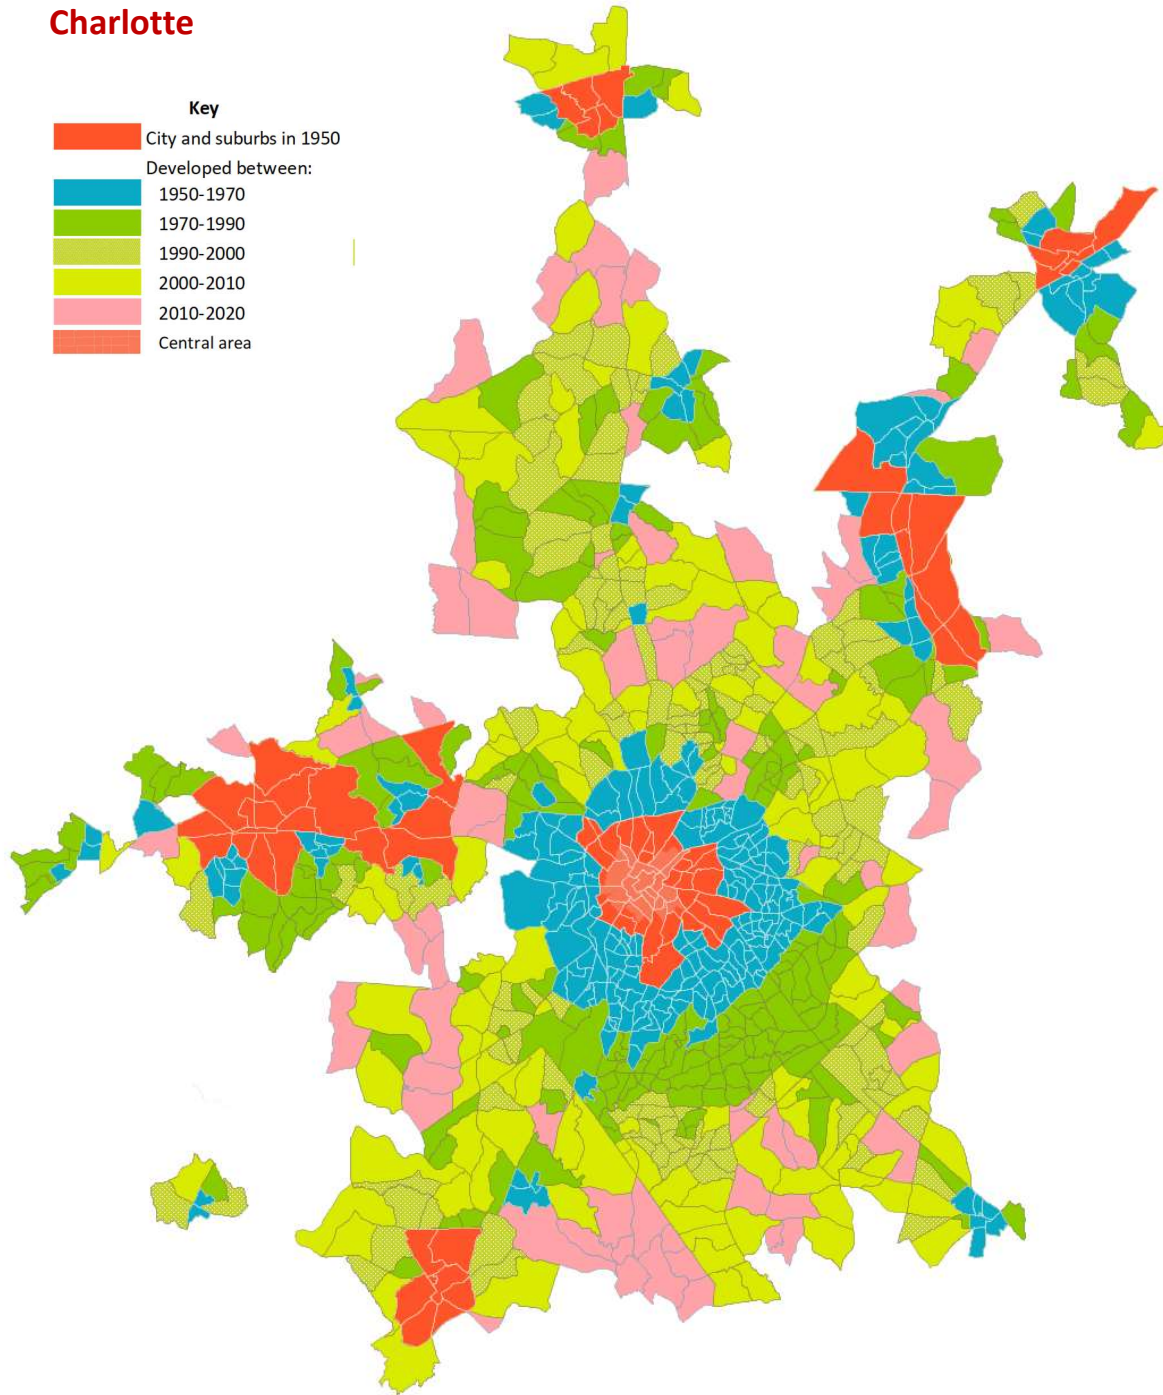 Charlotte
Key
City and suburbs in 1950
Developed between:
1950-1970
1970-1990
1990-2000
2000-2010
2010-2020
Central area